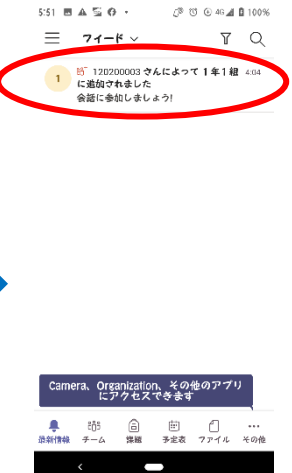 5:51 4G 100%
フィード
1 120200003 さんによって 1 年 1 組 4:04
に追加されました
会話に参加しましょう!
Camera、Organization、その他のアプリ
にアクセスできます
最新情報 チーム 課題 予定表 ファイル その他